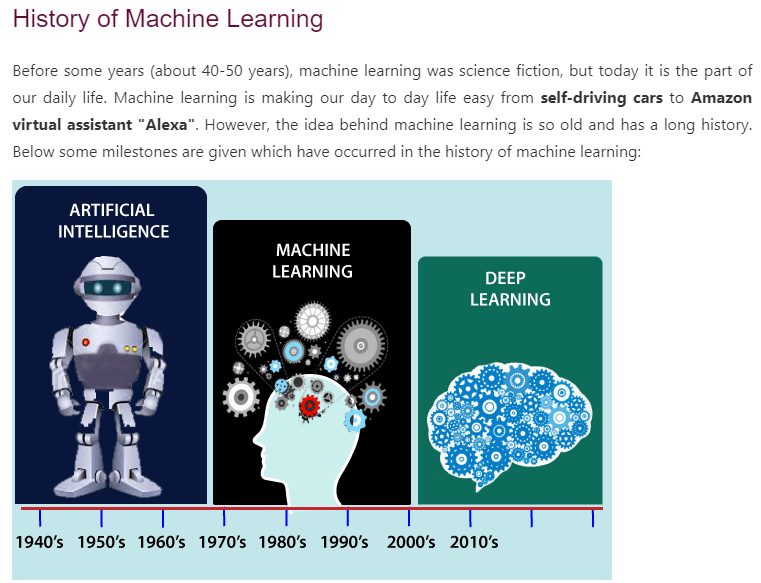 History of Machine Learning
Before some years (about 40-50 years), machine learning was science fiction, but today it is the part of
our daily life. Machine learning is making our day to day life easy from self-driving cars to Amazon
virtual assistant "Alexa". However, the idea behind machine learning is so old and has a long history.
Below some milestones are given which have occurred in the history of machine learning:
ARTIFICIAL
INTELLIGENCE
MACHINE
LEARNING
DEEP
LEARNING
1940's 1950's 1960's 1970's 1980's 1990's 2000's 2010's